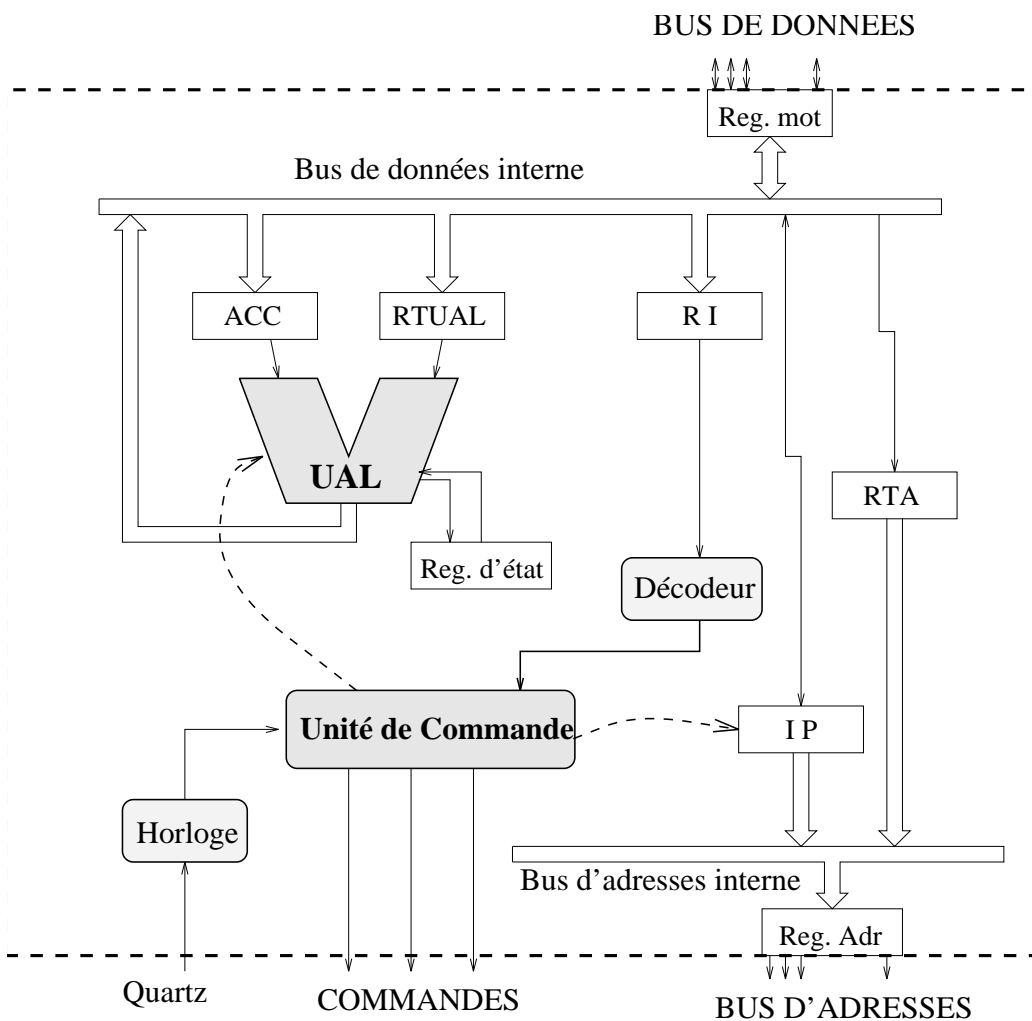 BUS DE DONNEES
Reg. mot
Bus de données interne
ACC
RTUAL
R I
UAL
RTA
Reg. d'état
Décodeur
Unité de Commande
I P
Horloge
Bus d'adresses interne
Reg. Adr
Quartz
COMMANDES
BUS D'ADRESSES